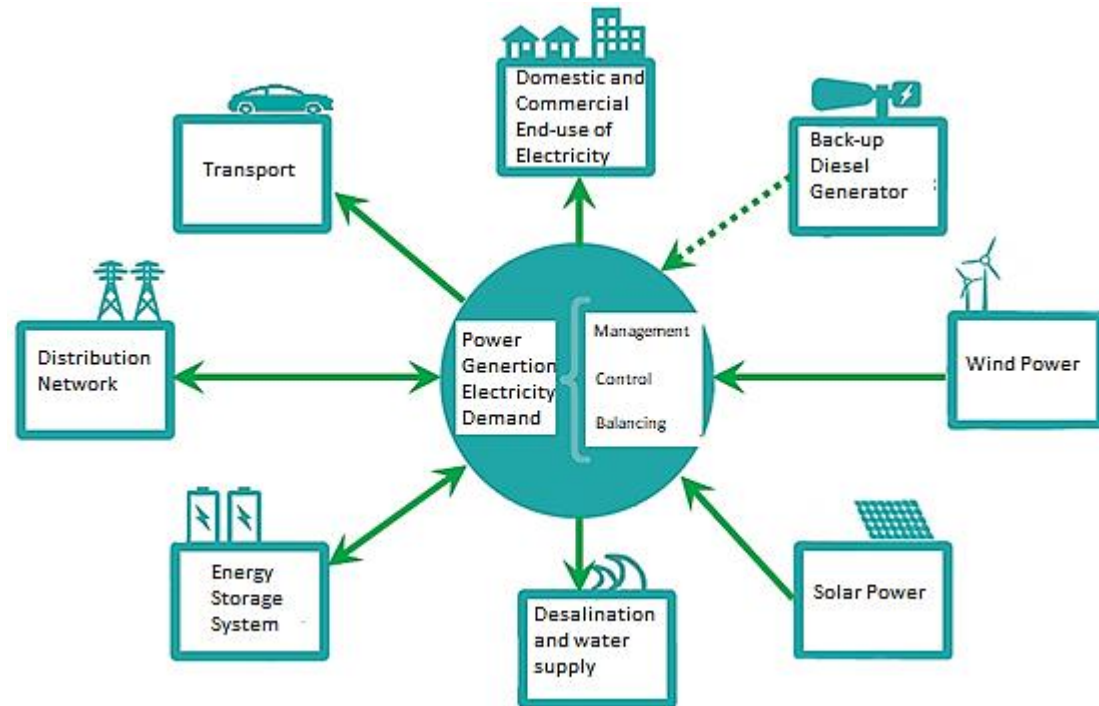 Domestic and
Commercial
End-use of
Electricity
Back-up
Diesel
Generator
Transport
Distribution
Network
Power
Genertion
Electricity
Demand
Management
Control
Balancing
Wind Power
Energy
Storage
System
Desalination
and water
supply
Solar Power